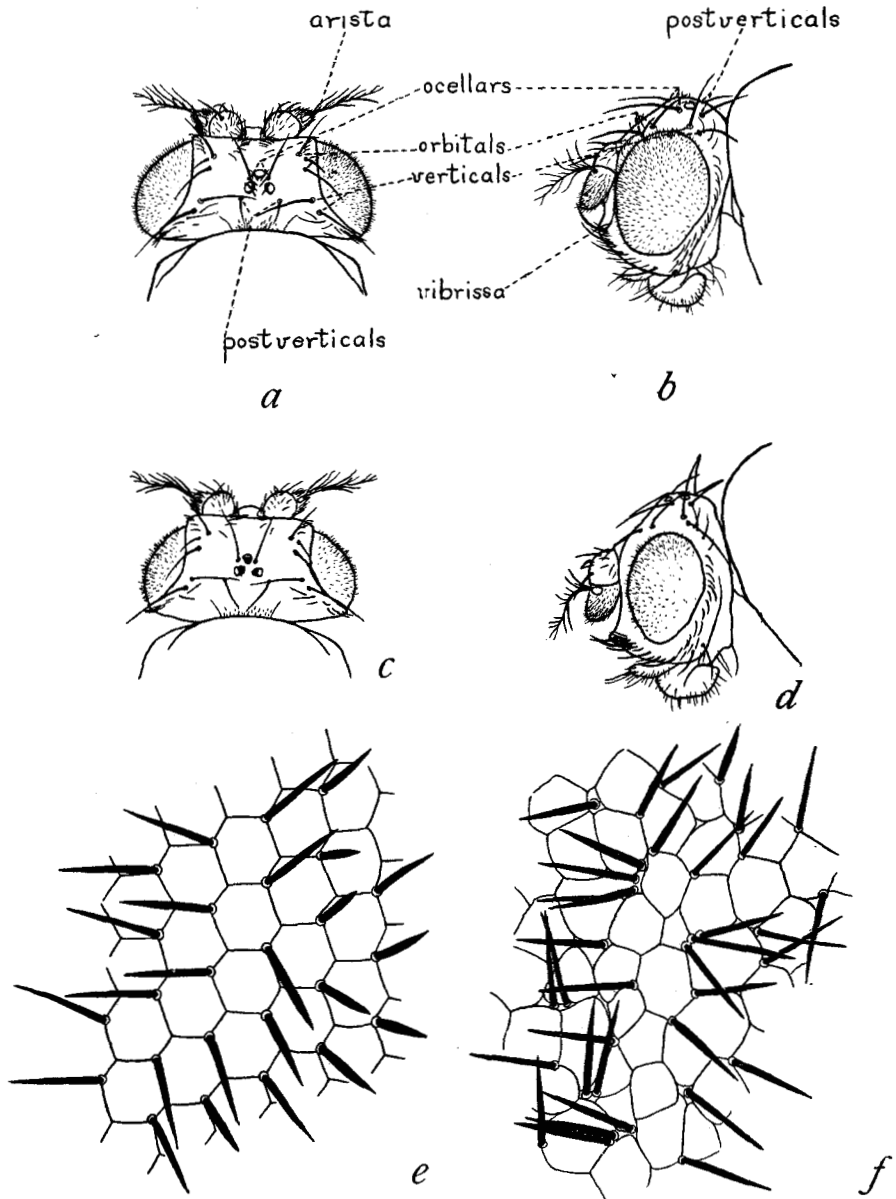 arista
postverticals
ocellars
orbitals
verticals
vibrissa
postverticals
a
b
c
d
e
f